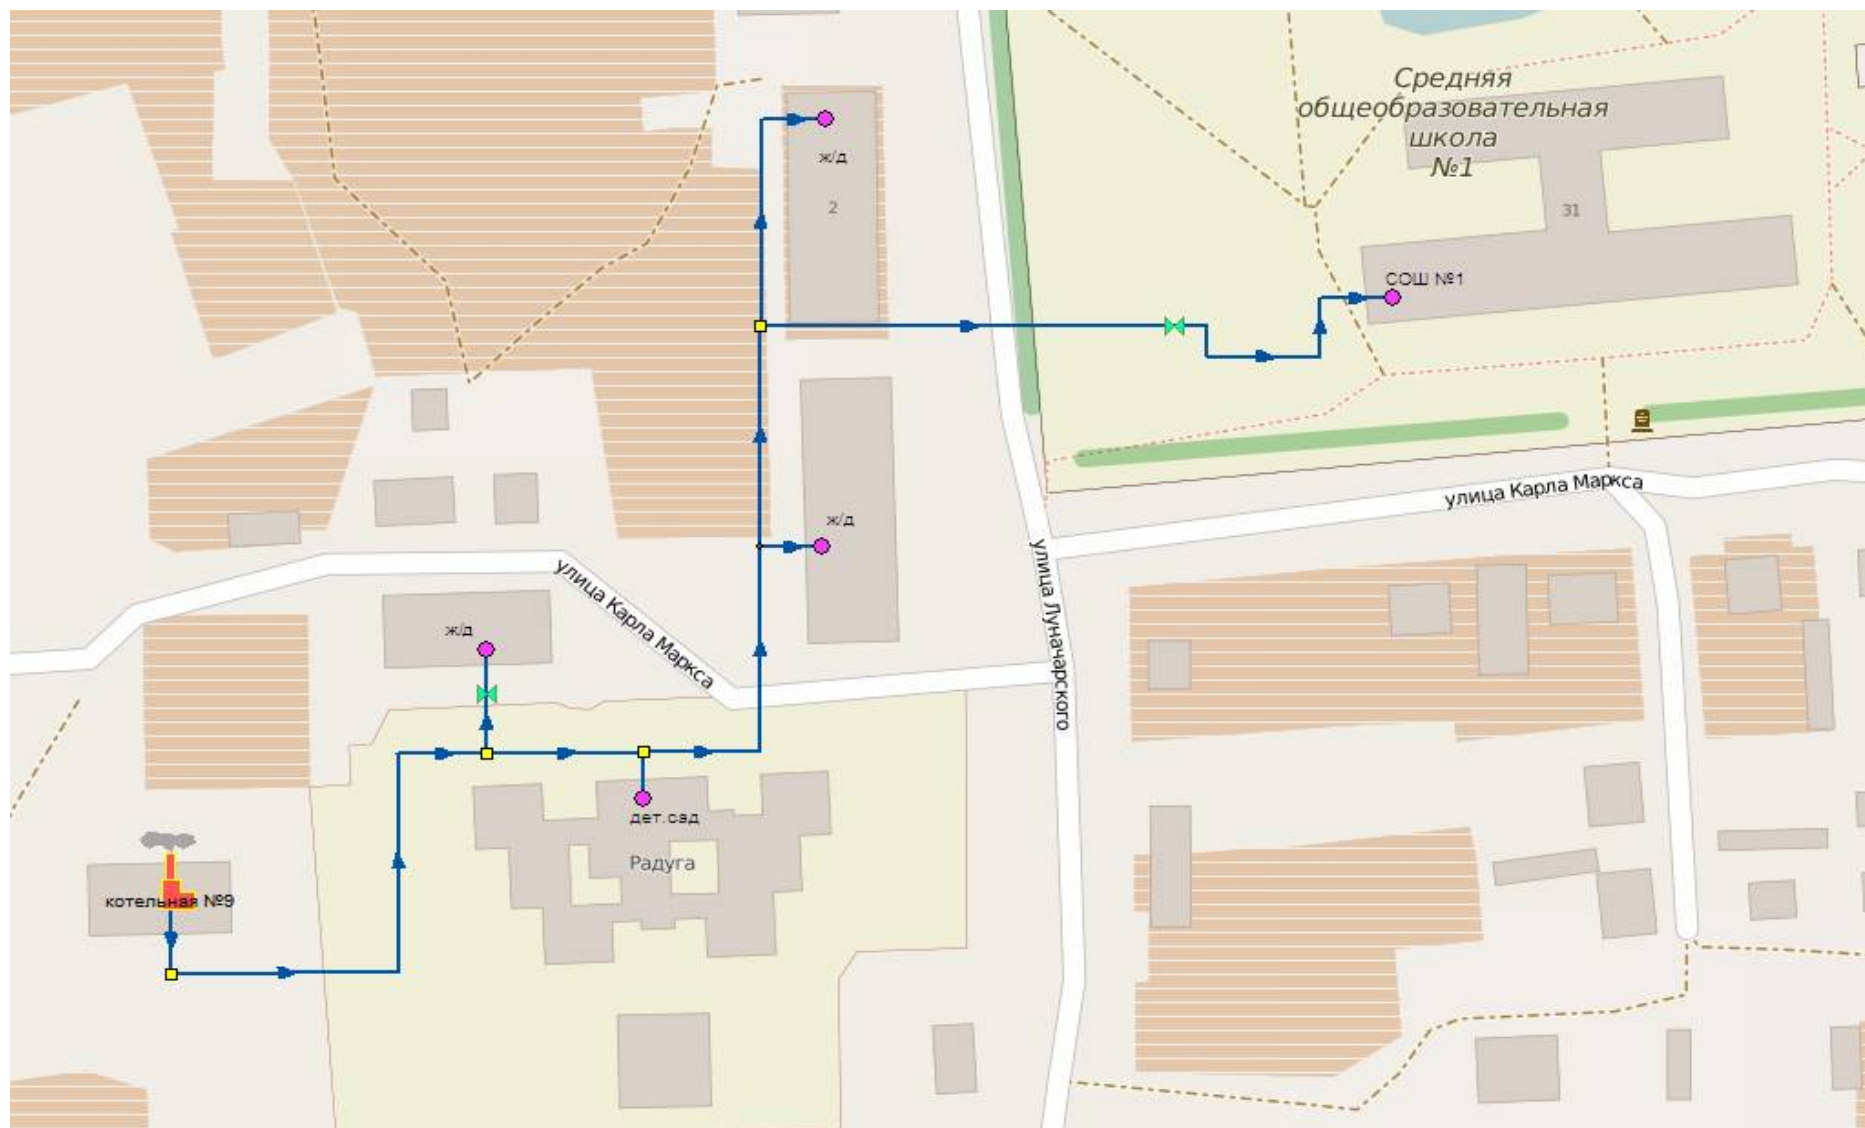 Средняя
общеобразовательная
школа
№1
ж/д
2
31
СОШ №1
улица Карла Маркса
ж/д
улица Карла Маркса
улица Луначарского
ж/д
дет.сад
Радуга
котельная №9